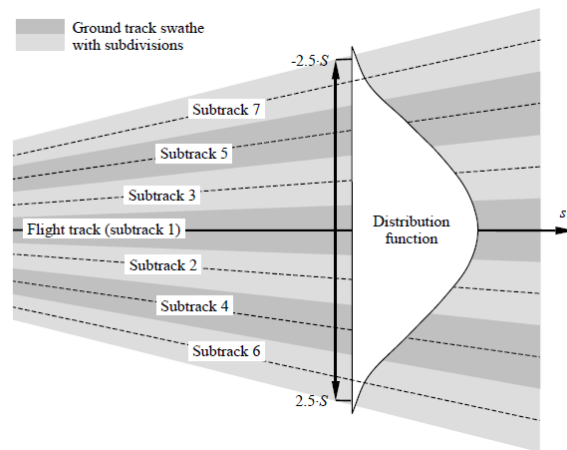 Ground track swathe
with subdivisions
-2.5·S
Subtrack 7
Subtrack 5
Subtrack 3
Flight track (subtrack 1)
Distribution
function
s
Subtrack 2
Subtrack 4
Subtrack 6
2.5·S